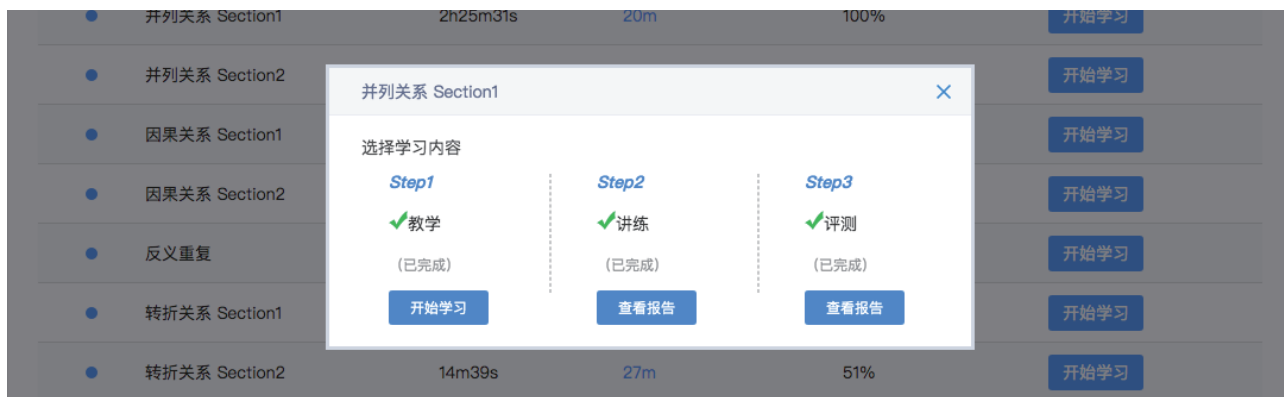 并列关系 Section1 2h25m31s 20m 100% 开始学习
并列关系 Section2 开始学习
并列关系 Section1
因果关系 Section1 开始学习
选择学习内容
Step1 Step2 Step3
因果关系 Section2 开始学习
教学 讲练 评测
反义重复 开始学习
(已完成) (已完成) (已完成)
开始学习 查看报告 查看报告
转折关系 Section1 开始学习
转折关系 Section2 14m39s 27m 51% 开始学习